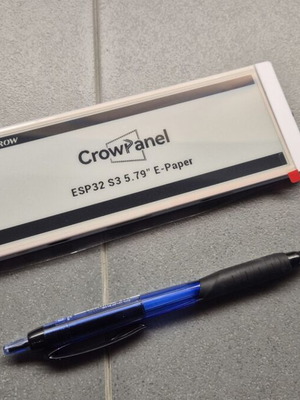 ROW
CrowPanel
ESP32 S3 5.79" E-Paper